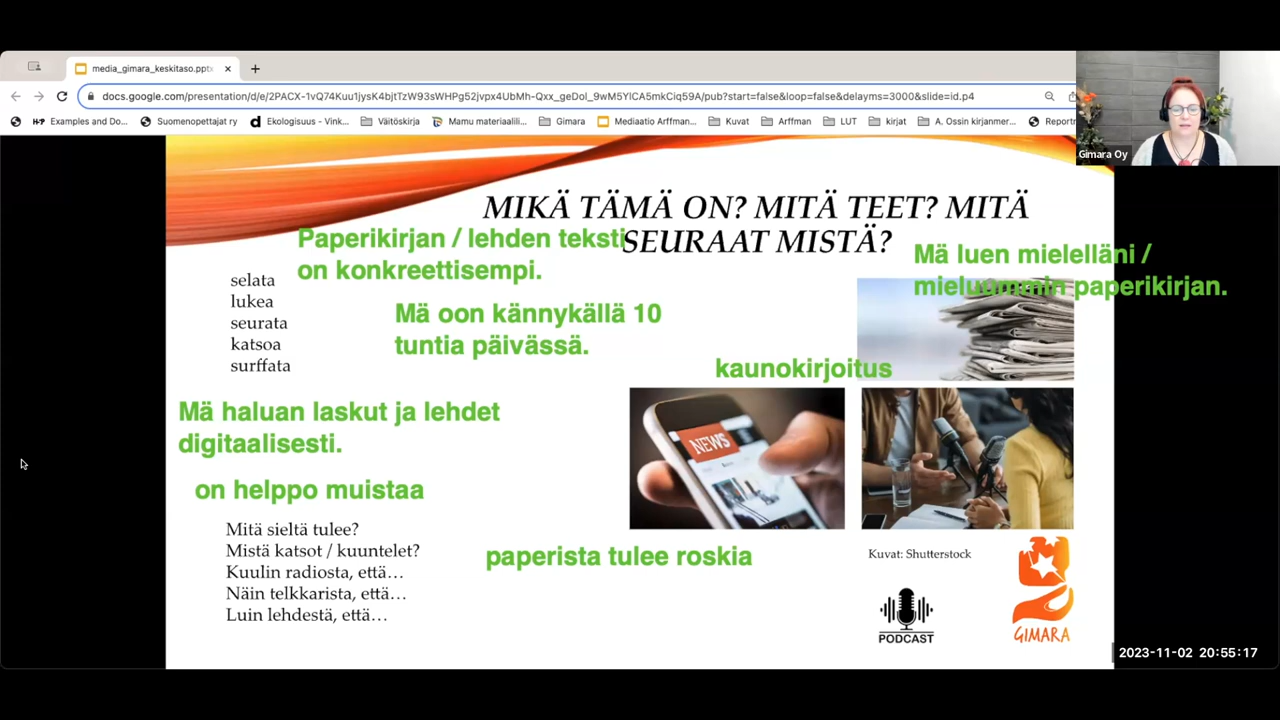 media_gimara_keskitaso.pptx
docs.google.com/presentation/d/e/2PACX-1vQ74Kuu1jysK4bjtTzW93sWHPg52jvpx4UbMh-Qxx_geDol_9wM5YlCA5mkCiq59A/pub?start=false&loop=false&delayms=3000&slide=id.p4
Examples and Do... Suomenopettajat ry Ekologisuus - Vink... Väitöskirja Mamu materiaalili... Gimara Mediaatio Arffman... Kuvat Arffman LUT kirjat A. Ossin kirjanmer... Reportr
Gimara Oy
MIKÄ TÄMÄ ON? MITÄ TEET? MITÄ
SEURAAT MISTÄ?
Paperikirjan / lehden teksti
on konkreettisempi.
Mä luen mielelläni /
mieluummin paperikirjan.
selata
lukea
seurata
katsoa
surffata
Mä oon kännykällä 10
tuntia päivässä.
kaunokirjoitus
Mä haluan laskut ja lehdet
digitaalisesti.
NEWS
on helppo muistaa
Mitä sieltä tulee?
Mistä katsot / kuuntelet?
Kuulin radiosta, että…
Näin telkkarista, että…
Luin lehdestä, että…
paperista tulee roskia
Kuvat: Shutterstock
PODCAST
GIMARA
2023-11-02 20:55:17